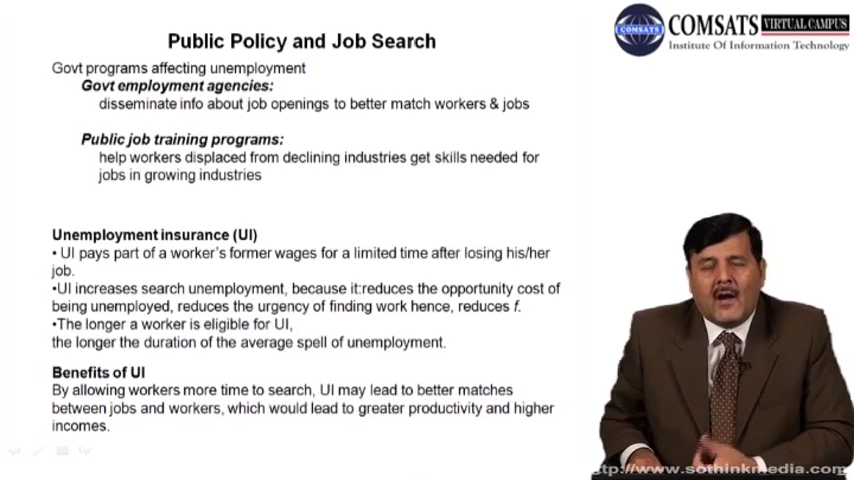 Public Policy and Job Search
COMSATS VIRTUAL CAMPUS
Institute Of Information Technology
COMSATS
Govt programs affecting unemployment
Govt employment agencies:
disseminate info about job openings to better match workers & jobs
Public job training programs:
help workers displaced from declining industries get skills needed for
jobs in growing industries
Unemployment insurance (UI)
• UI pays part of a worker's former wages for a limited time after losing his/her
job.
•UI increases search unemployment, because it:reduces the opportunity cost of
being unemployed, reduces the urgency of finding work hence, reduces f.
•The longer a worker is eligible for UI,
the longer the duration of the average spell of unemployment.
Benefits of UI
By allowing workers more time to search, UI may lead to better matches
between jobs and workers, which would lead to greater productivity and higher
incomes.
ttp://www.sothinkmedia.com